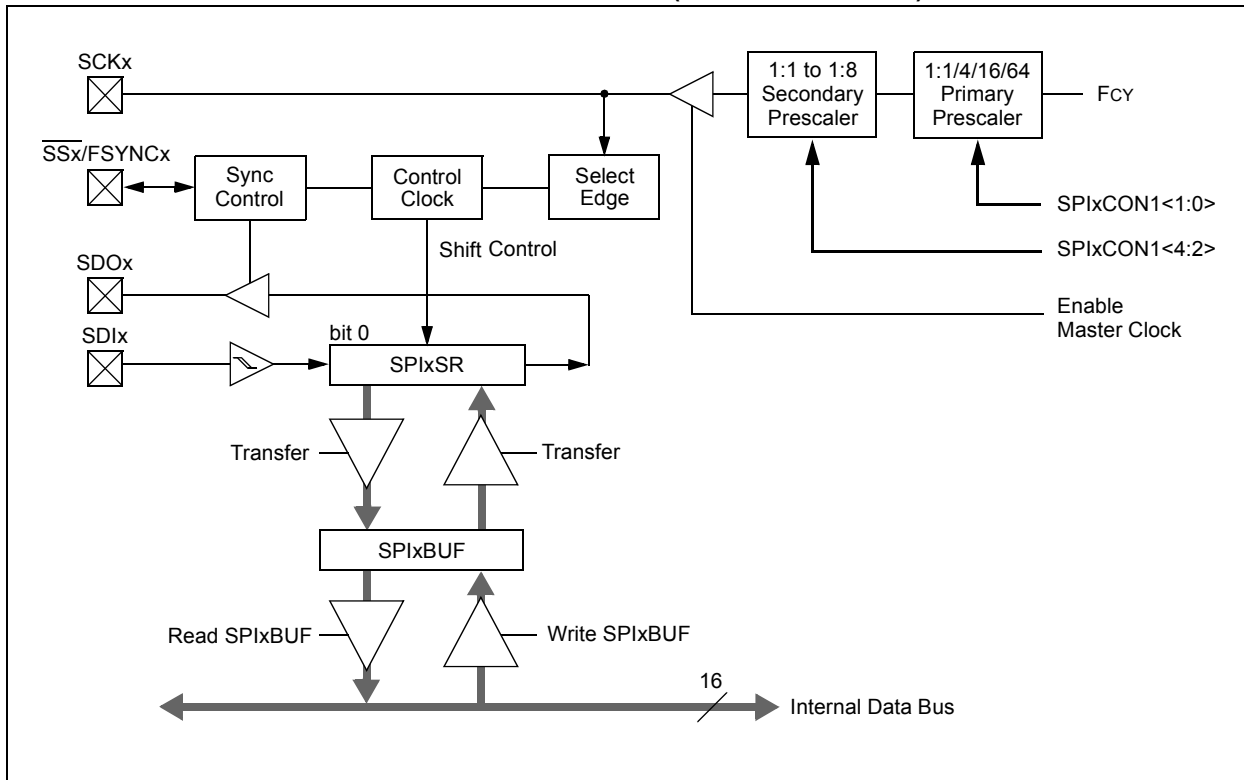 SCKx
1:1 to 1:8
Secondary
Prescaler
1:1/4/16/64
Primary
Prescaler
FCY
SSx/FSYNCx
Sync
Control
Control
Clock
Select
Edge
SPIxCON1<1:0>
Shift Control
SPIxCON1<4:2>
SDOx
Enable
Master Clock
SDIx
bit 0
SPIxSR
Transfer
Transfer
SPIxBUF
Read SPIxBUF
Write SPIxBUF
16
Internal Data Bus